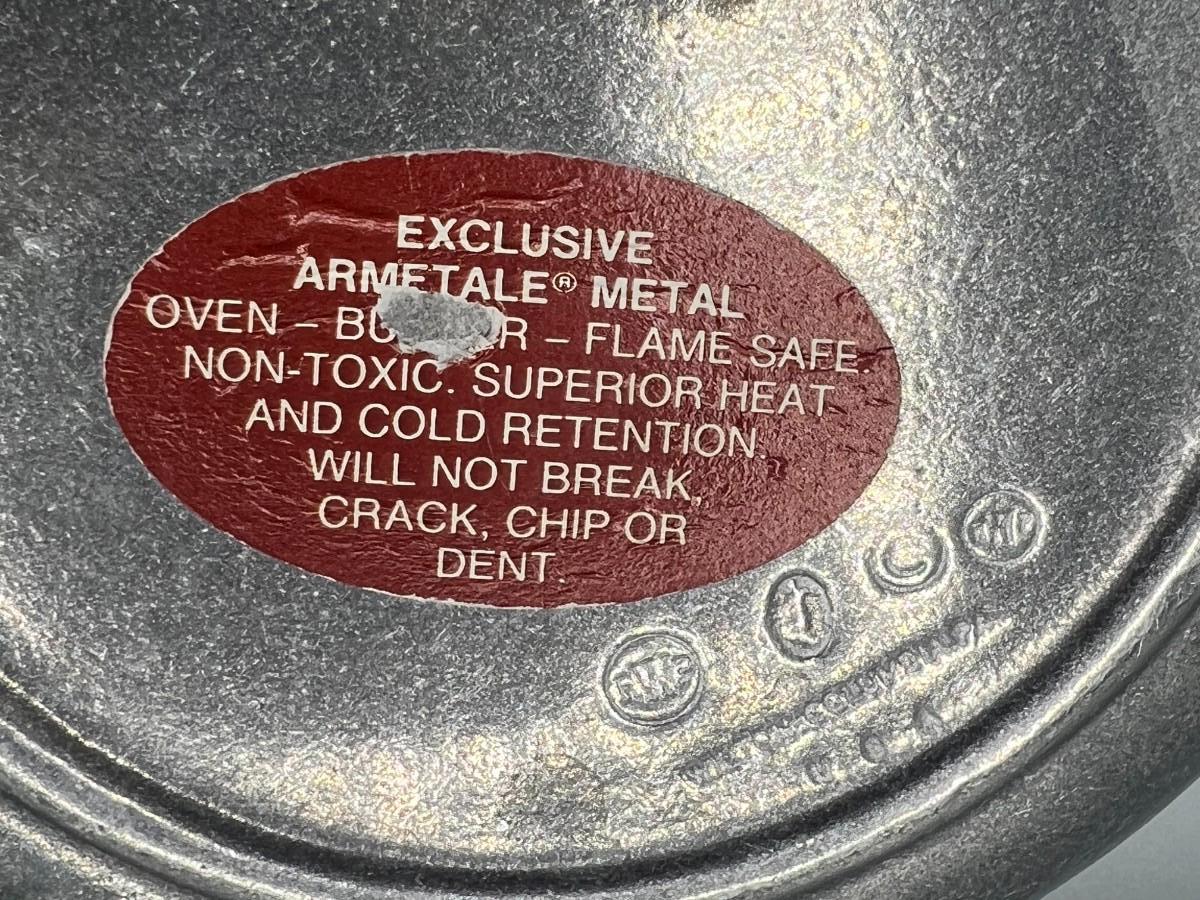 EXCLUSIVE
ARMETALE® METAL
OVEN – – FLAME SAFE.
NON-TOXIC. SUPERIOR HEAT
AND COLD RETENTION.
WILL NOT BREAK,
CRACK, CHIP OR
DENT.
RWP